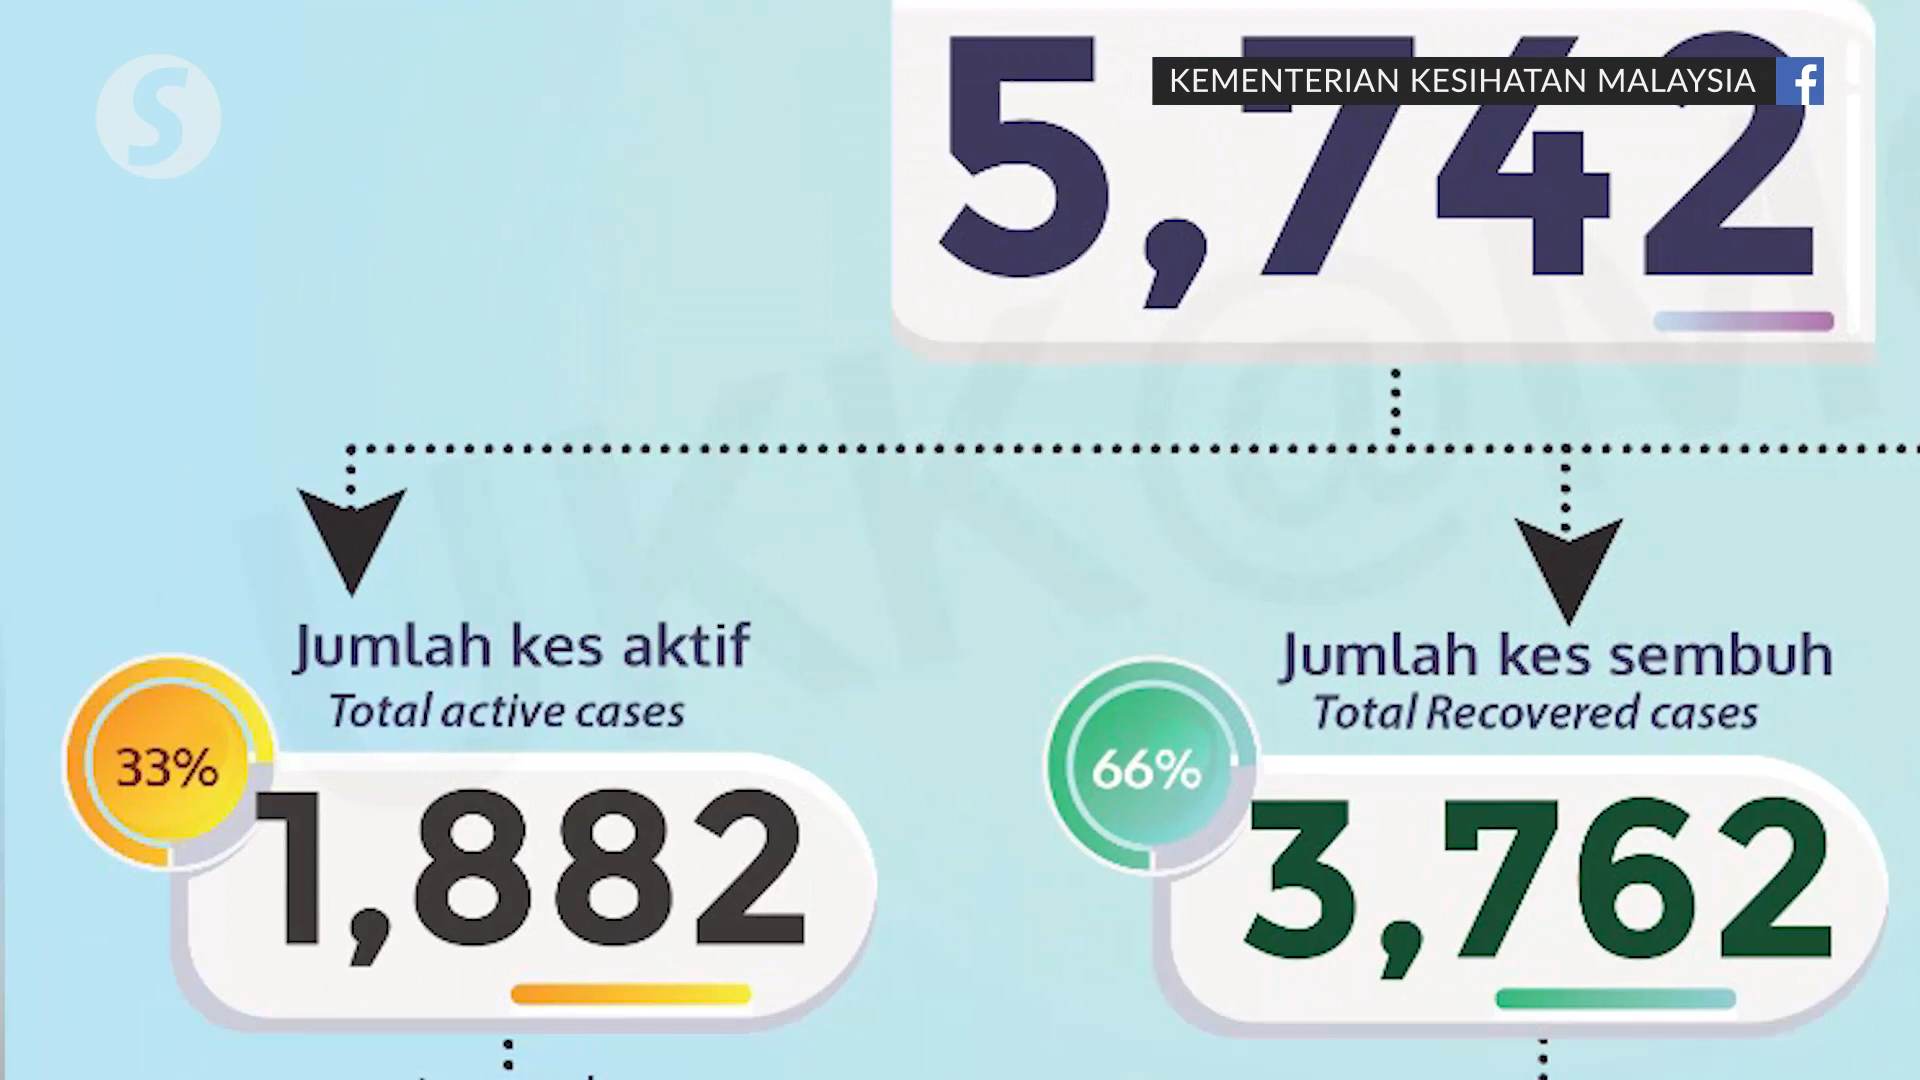 5,742
KEMENTERIAN KESIHATAN MALAYSIA
UKK@
Jumlah kes aktif
Total active cases
33%
1,882
Jumlah kes sembuh
Total Recovered cases
66%
3,762